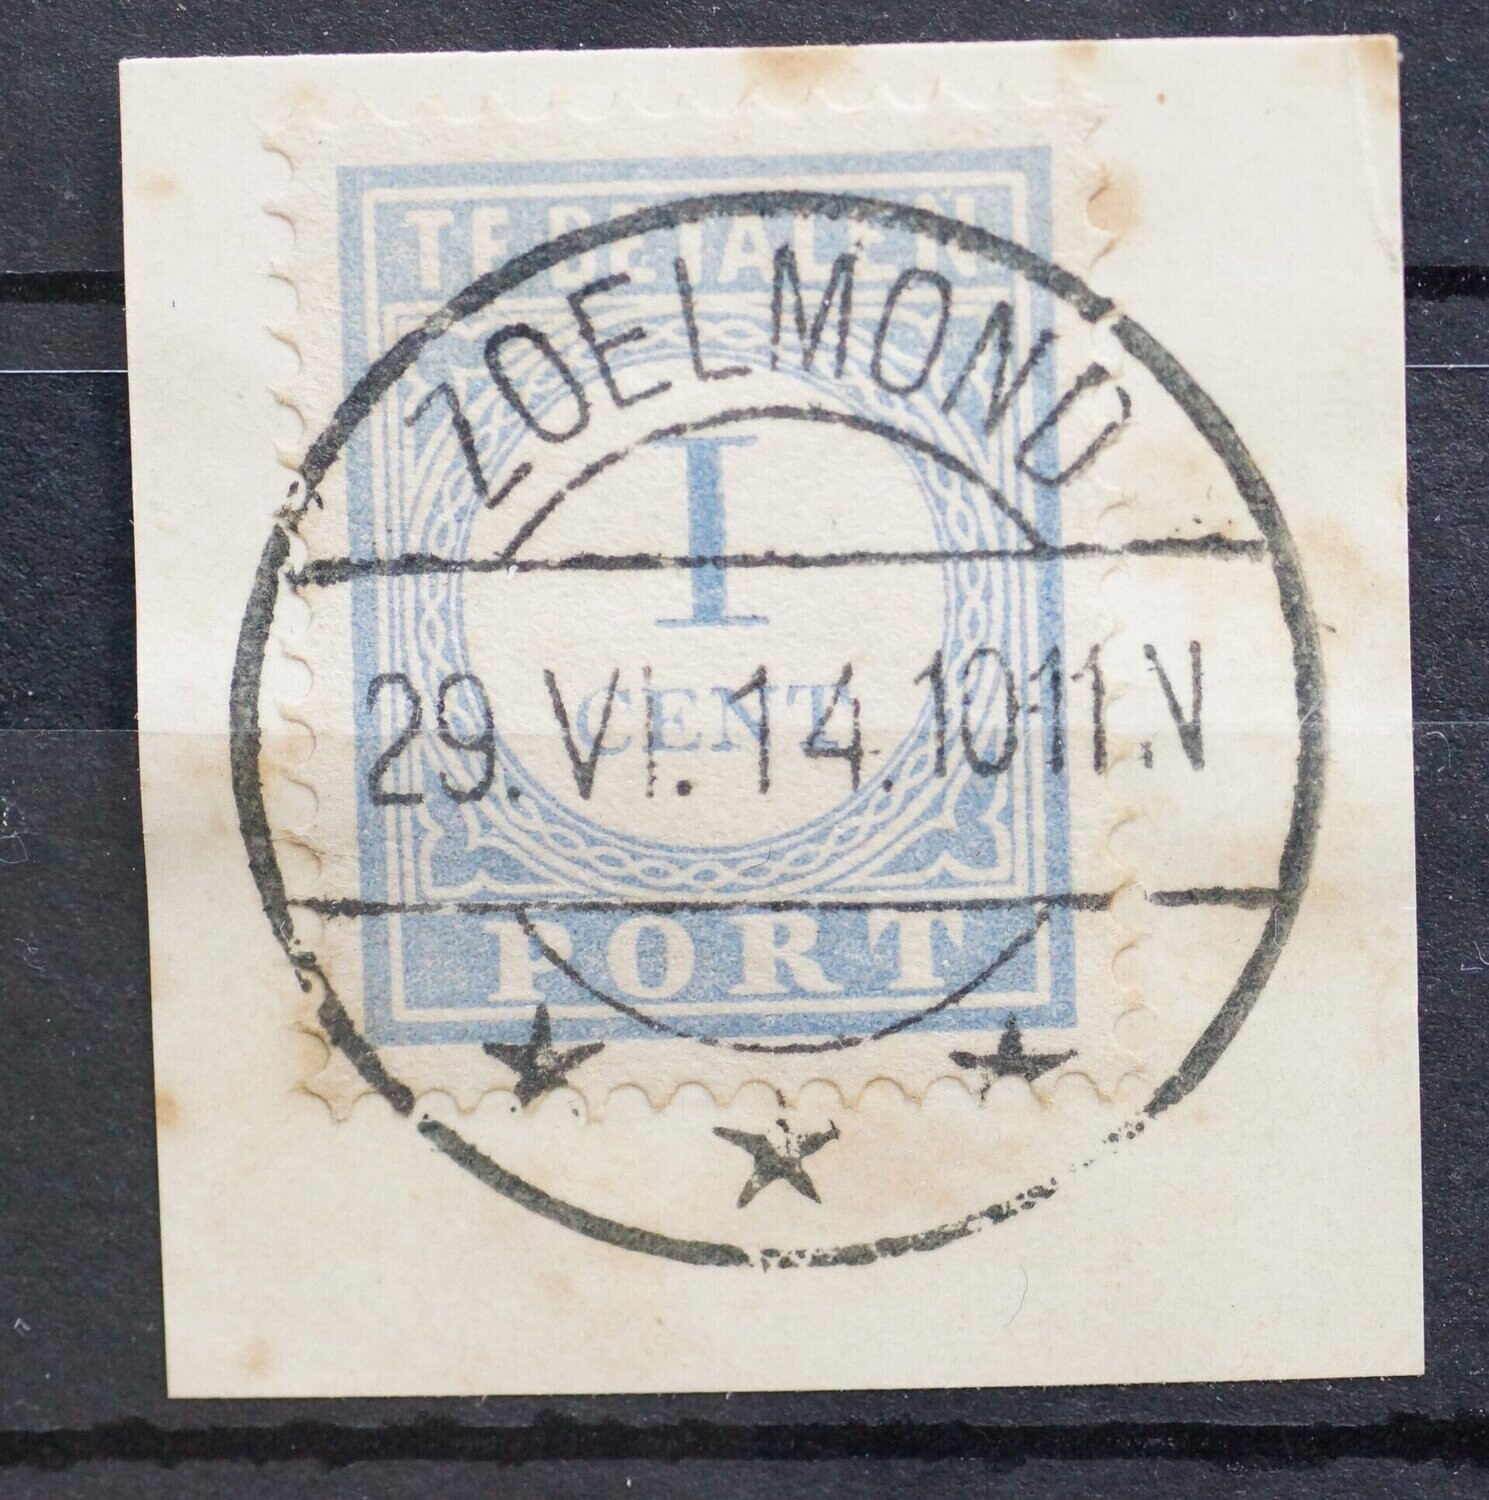 TE BETALEN
ZOELMOND
1
CENT
29.VI.14.10-11.N
PORT